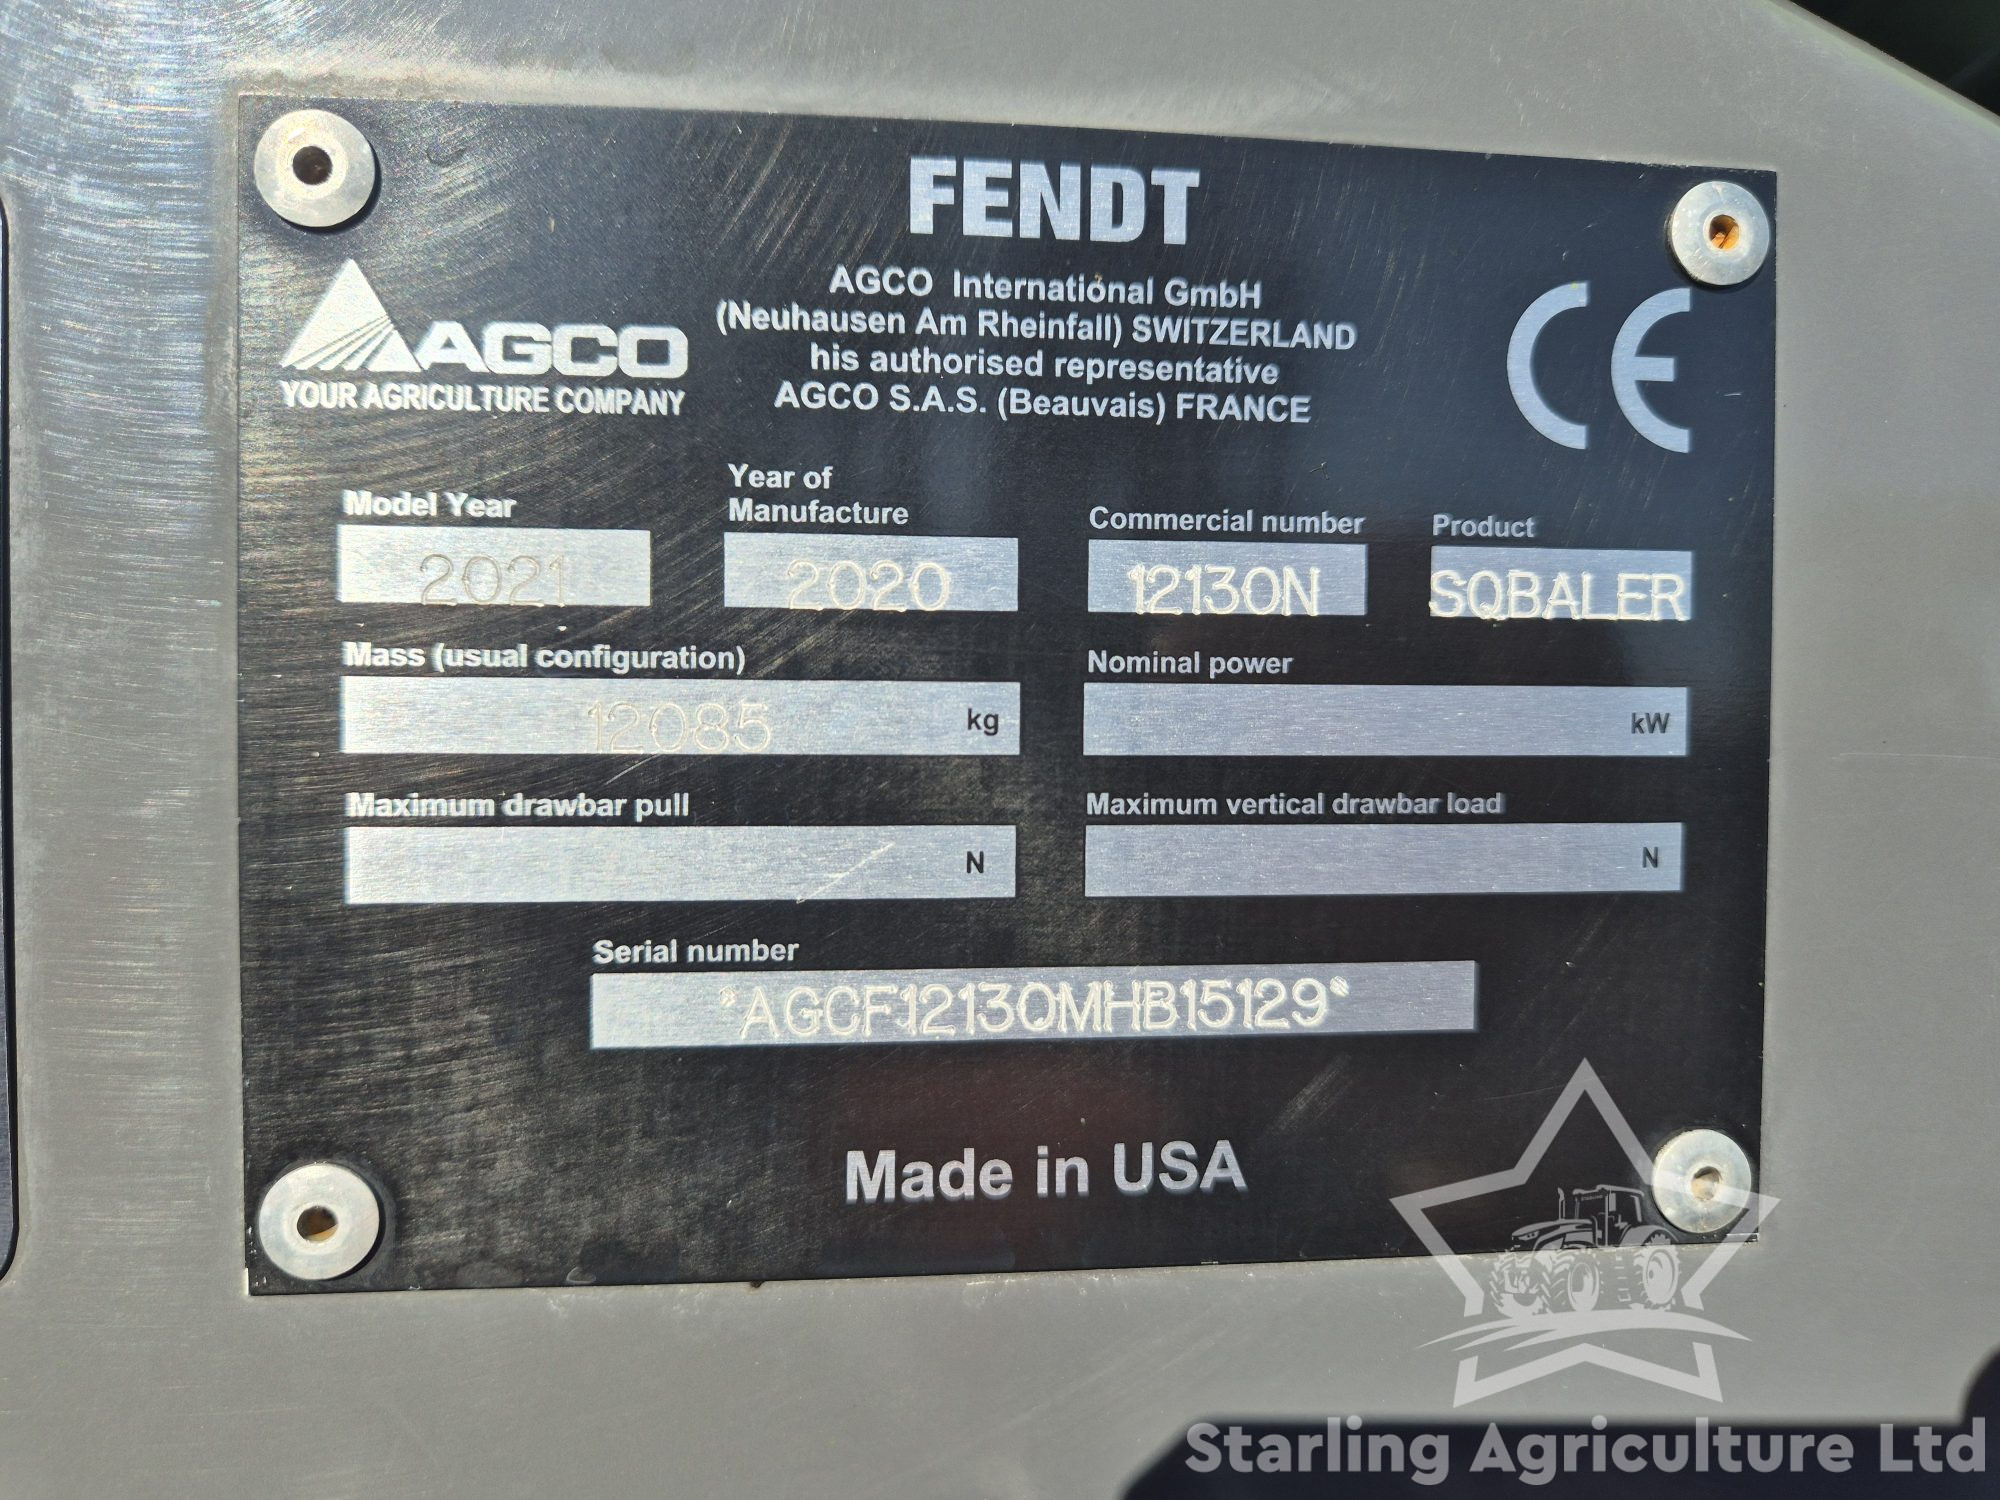 FENDT
AGCO International GmbH
(Neuhausen Am Rheinfall) SWITZERLAND
his authorised representative
AGCO S.A.S. (Beauvais) FRANCE
AGCO
YOUR AGRICULTURE COMPANY
CE
Model Year
2021
Year of
Manufacture
2020
Commercial number
12130N
Product
SQBALER
Mass (usual configuration)
12085 kg
Nominal power
kW
Maximum drawbar pull
N
Maximum vertical drawbar load
N
Serial number
*AGCF12130MHB15129*
Made in USA
STARLING
Starling Agriculture Ltd